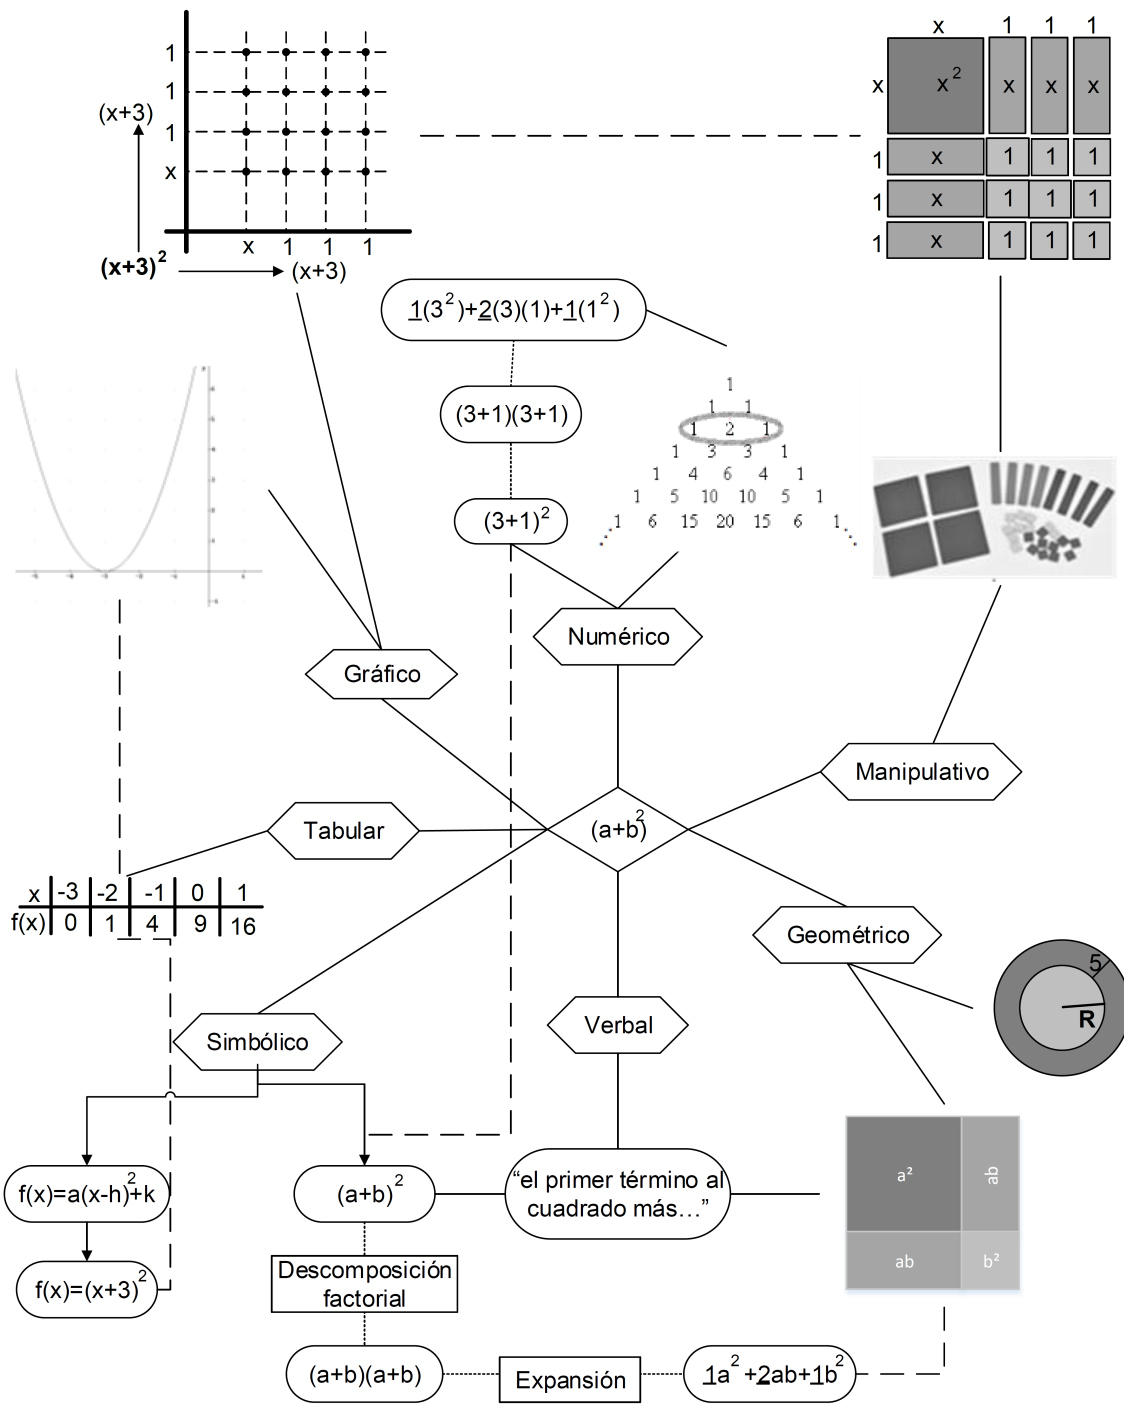 1
1
(x+3)
1
x
x 1 1 1
(x+3)²
(x+3)
x 1 1 1
x x² x x x
1 x 1 1 1
1 x 1 1 1
1 x 1 1 1
1(3²)+2(3)(1)+1(1²)
(3+1)(3+1)
(3+1)²
1
1 1
1 2 1
1 3 3 1
1 4 6 4 1
1 5 10 10 5 1
1 6 15 20 15 6 1
Numérico
Gráfico
Manipulativo
Tabular
(a+b)²
x -3 -2 -1 0 1
f(x) 0 1 4 9 16
Geométrico
5
R
Simbólico
Verbal
f(x)=a(x-h)²+k
f(x)=(x+3)²
(a+b)²
“el primer término al
cuadrado más…”
a² ab
ab b²
Descomposición
factorial
(a+b)(a+b)
Expansión
1a²+2ab+1b²